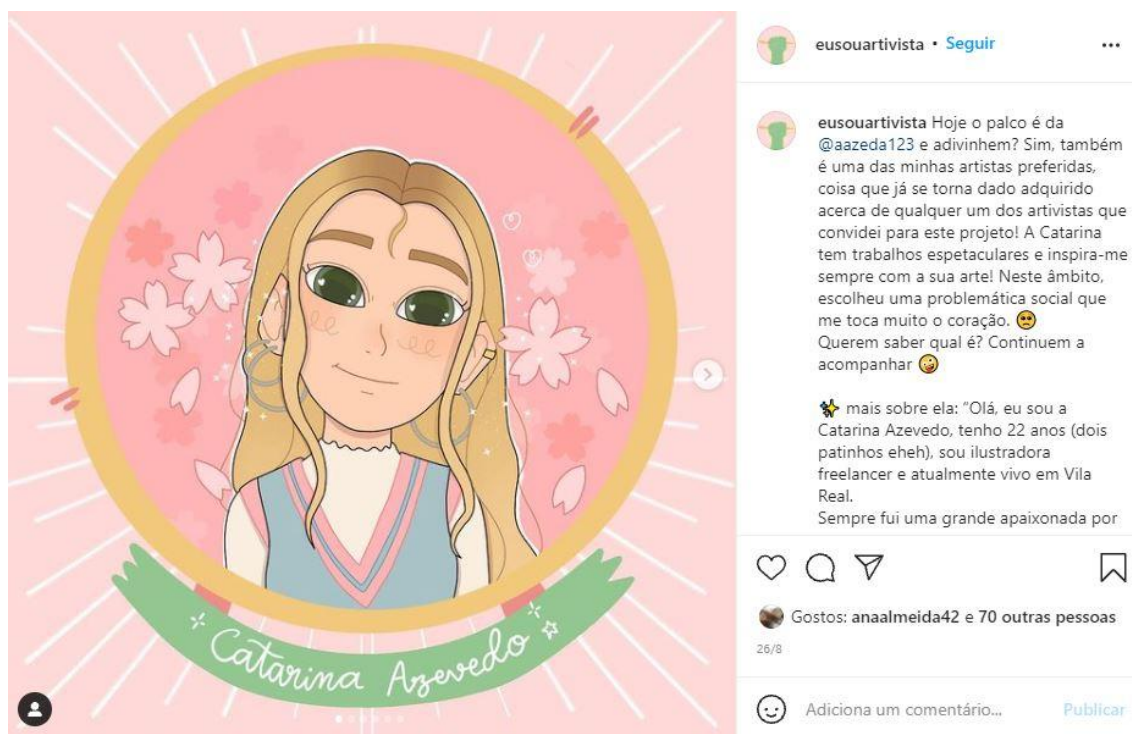 Catarina Azevedo
eusouartivista • Seguir
eusouartivista Hoje o palco é da
@aazeda123 e adivinhem? Sim, também
é uma das minhas artistas preferidas,
coisa que já se torna dado adquirido
acerca de qualquer um dos artivistas que
convidei para este projeto! A Catarina
tem trabalhos espetaculares e inspira-me
sempre com a sua arte! Neste âmbito,
escolheu uma problemática social que
me toca muito o coração. 🥺
Querem saber qual é? Continuem a
acompanhar 🤪
✨ mais sobre ela: “Olá, eu sou a
Catarina Azevedo, tenho 22 anos (dois
patinhos eheh), sou ilustradora
freelancer e atualmente vivo em Vila
Real.
Sempre fui uma grande apaixonada por
Gostos: anaalmeida42 e 70 outras pessoas
26/8
Adiciona um comentário... Publicar